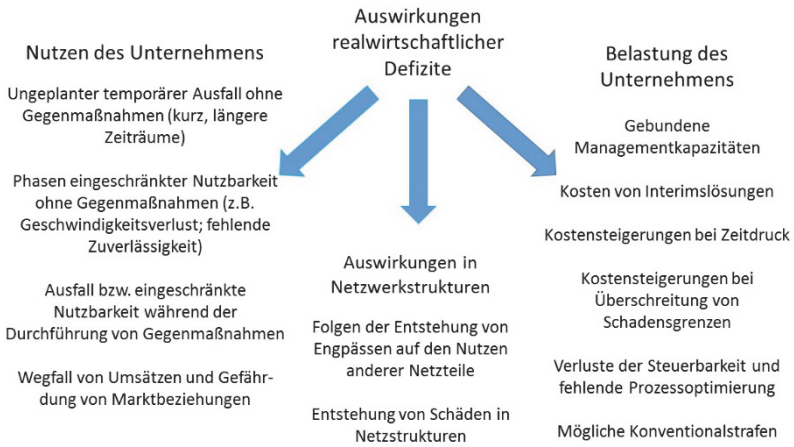 Auswirkungen
realwirtschaftlicher
Defizite
Nutzen des Unternehmens
Ungeplanter temporärer Ausfall ohne
Gegenmaßnahmen (kurz, längere
Zeiträume)
Phasen eingeschränkter Nutzbarkeit
ohne Gegenmaßnahmen (z.B.
Geschwindigkeitsverlust; fehlende
Zuverlässigkeit)
Ausfall bzw. eingeschränkte
Nutzbarkeit während der
Durchführung von Gegenmaßnahmen
Wegfall von Umsätzen und Gefähr-
dung von Marktbeziehungen
Auswirkungen in
Netzwerkstrukturen
Folgen der Entstehung von
Engpässen auf den Nutzen
anderer Netzteile
Entstehung von Schäden in
Netzstrukturen
Belastung des
Unternehmens
Gebundene
Managementkapazitäten
Kosten von Interimslösungen
Kostensteigerungen bei Zeitdruck
Kostensteigerungen bei
Überschreitung von
Schadensgrenzen
Verluste der Steuerbarkeit und
fehlende Prozessoptimierung
Mögliche Konventionalstrafen